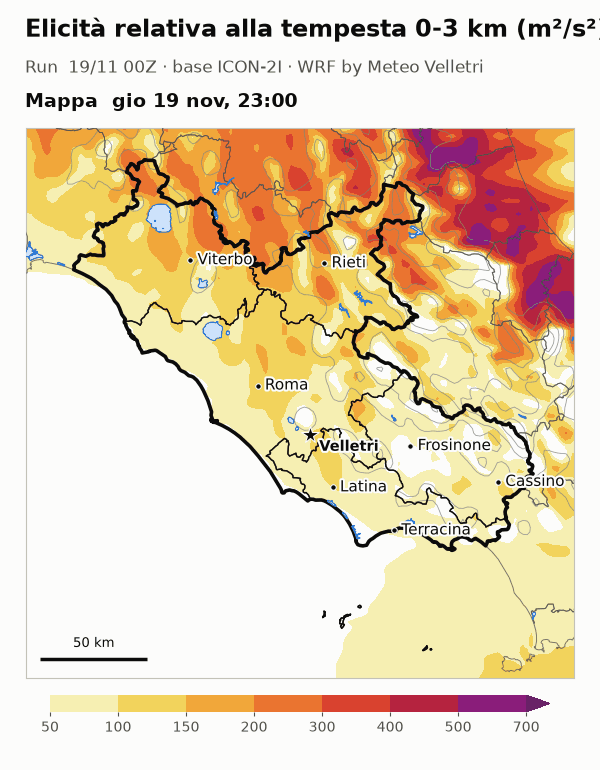 Elicità relativa alla tempesta 0-3 km (m²/s²)
Run 19/11 00Z · base ICON-2I · WRF by Meteo Velletri
Mappa gio 19 nov, 23:00
Viterbo
Rieti
Roma
Velletri
Frosinone
Cassino
Latina
Terracina
50 km
50 100 150 200 300 400 500 700